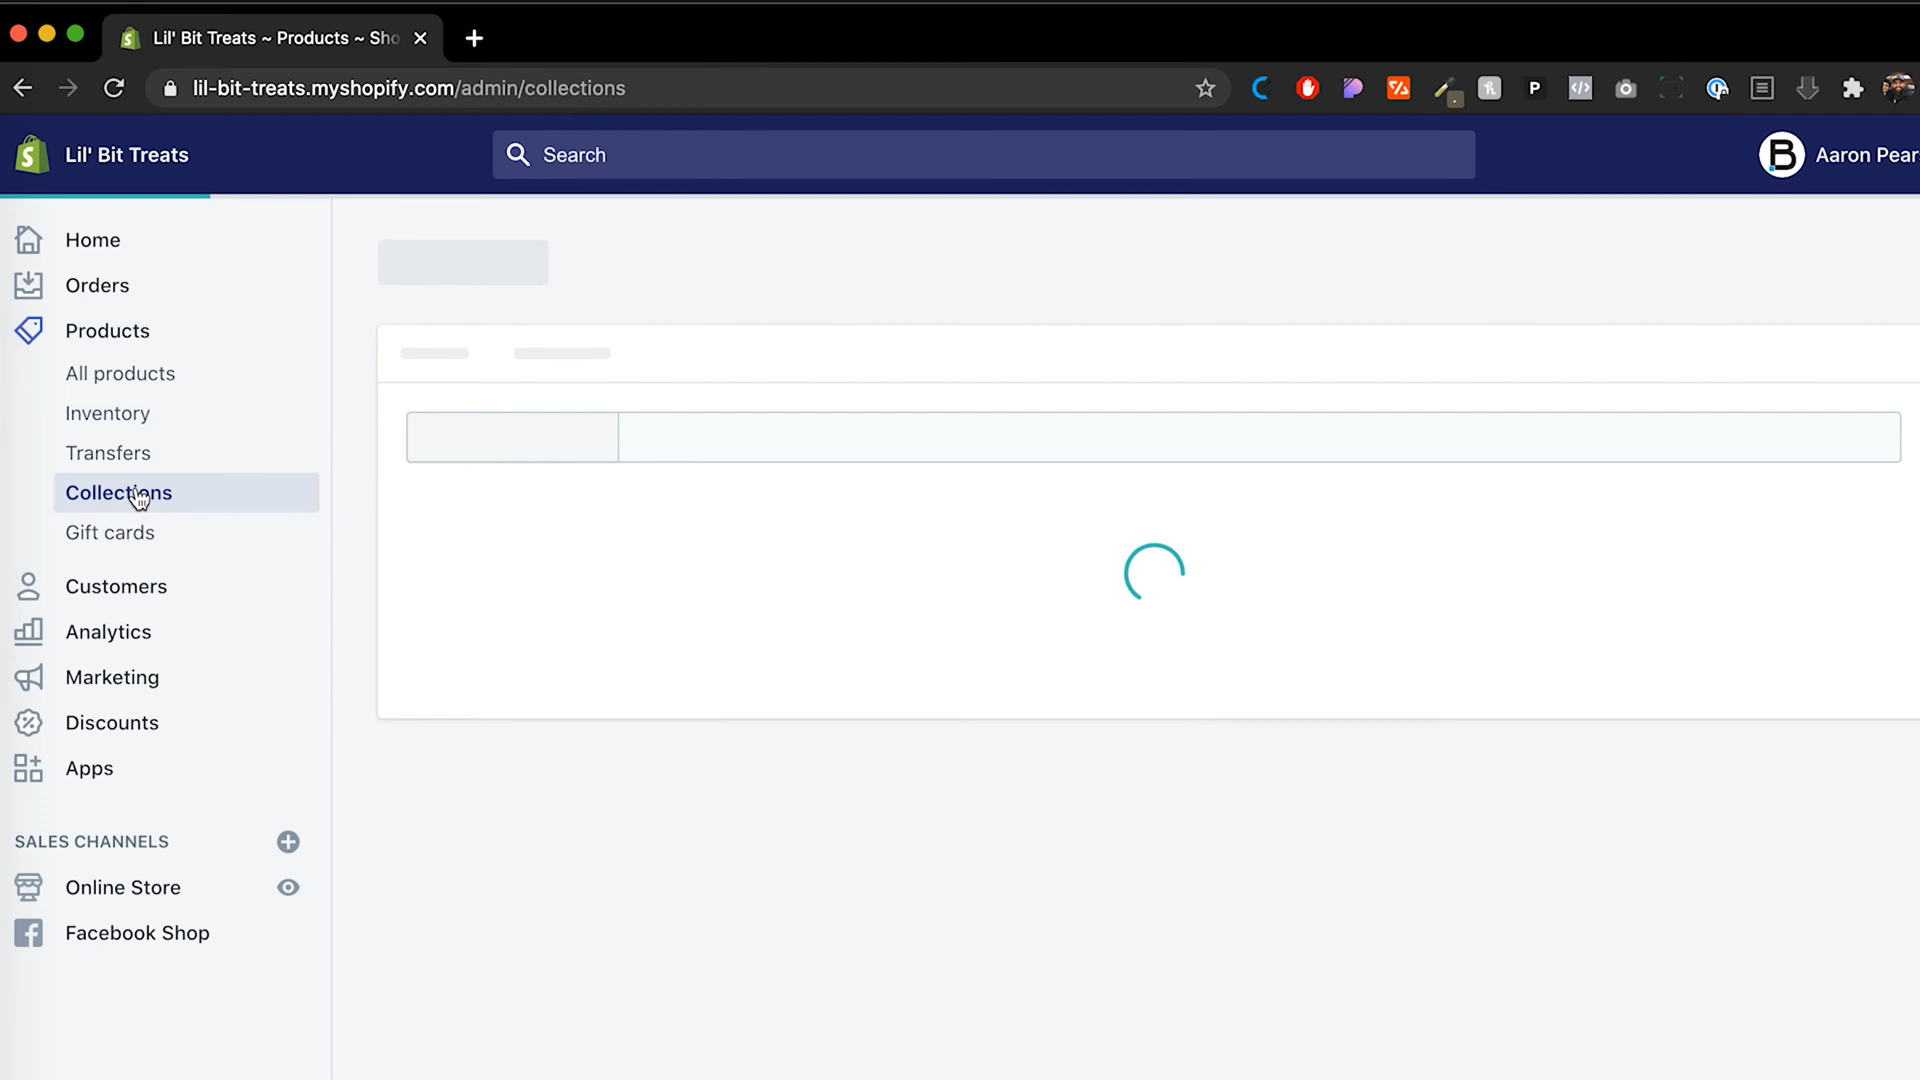 Lil' Bit Treats ~ Products ~ Sho
lil-bit-treats.myshopify.com/admin/collections
Lil' Bit Treats
Search
B
Aaron Pears
Home
Orders
Products
All products
Inventory
Transfers
Collections
Gift cards
Customers
Analytics
Marketing
Discounts
Apps
SALES CHANNELS
Online Store
Facebook Shop